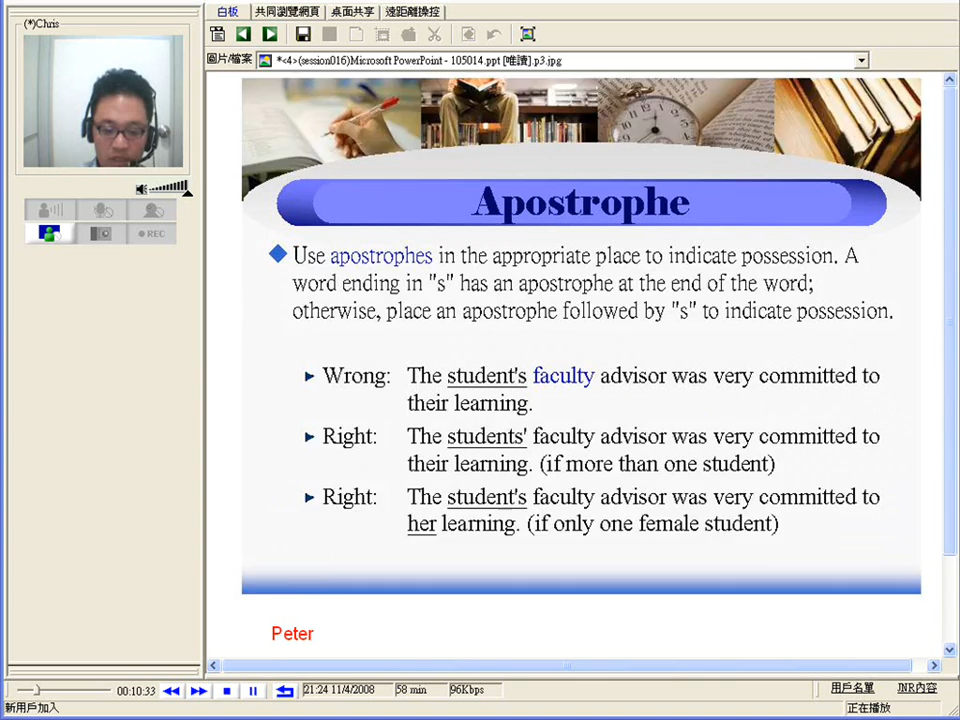 (*)Chris
白板
共同瀏覽網頁
桌面共享
遠距離操控
圖片/檔案
*<4>(session016)Microsoft PowerPoint - 105014.ppt [唯讀].p3.jpg
Apostrophe
Use apostrophes in the appropriate place to indicate possession. A
word ending in "s" has an apostrophe at the end of the word;
otherwise, place an apostrophe followed by "s" to indicate possession.
Wrong: The student's faculty advisor was very committed to
their learning.
Right: The students' faculty advisor was very committed to
their learning. (if more than one student)
Right: The student's faculty advisor was very committed to
her learning. (if only one female student)
Peter
REC
00:10:33
21:24 11/4/2008
58 min
96Kbps
用戶名單
JNR內容
新用戶加入
正在播放